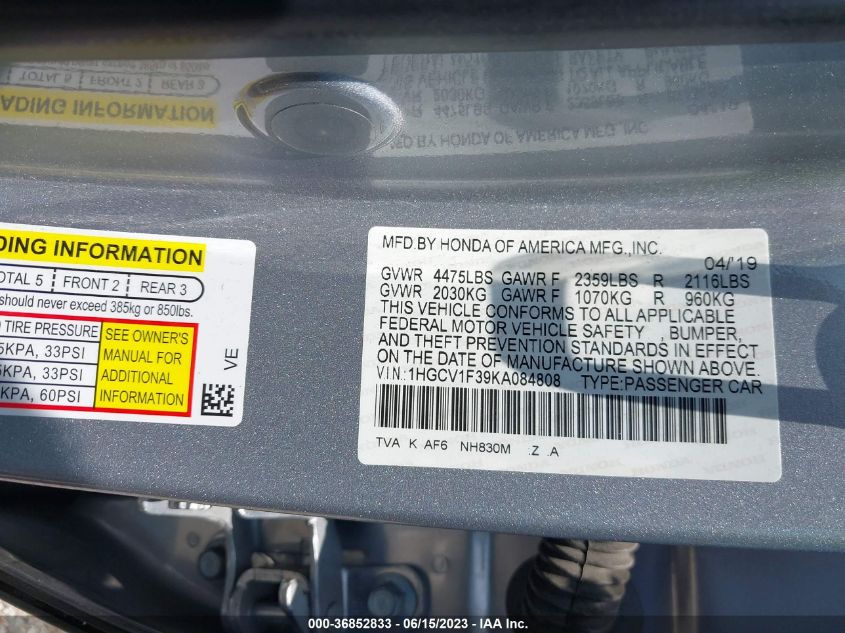 DING INFORMATION
TOTAL 5 FRONT 2 REAR 3
should never exceed 385kg or 850lbs.
TIRE PRESSURE
5KPA, 33PSI
5KPA, 33PSI
KPA, 60PSI
SEE OWNER'S
MANUAL FOR
ADDITIONAL
INFORMATION
VE
MFD.BY HONDA OF AMERICA MFG.,INC.
04/'19
GVWR 4475LBS GAWR F 2359LBS R 2116LBS
GVWR 2030KG GAWR F 1070KG R 960KG
THIS VEHICLE CONFORMS TO ALL APPLICABLE
FEDERAL MOTOR VEHICLE SAFETY , BUMPER,
AND THEFT PREVENTION STANDARDS IN EFFECT
ON THE DATE OF MANUFACTURE SHOWN ABOVE.
VIN:1HGCV1F39KA084808 TYPE:PASSENGER CAR
TVA K AF6 NH830M .Z .A
000-36852833 - 06/15/2023 - IAA Inc.